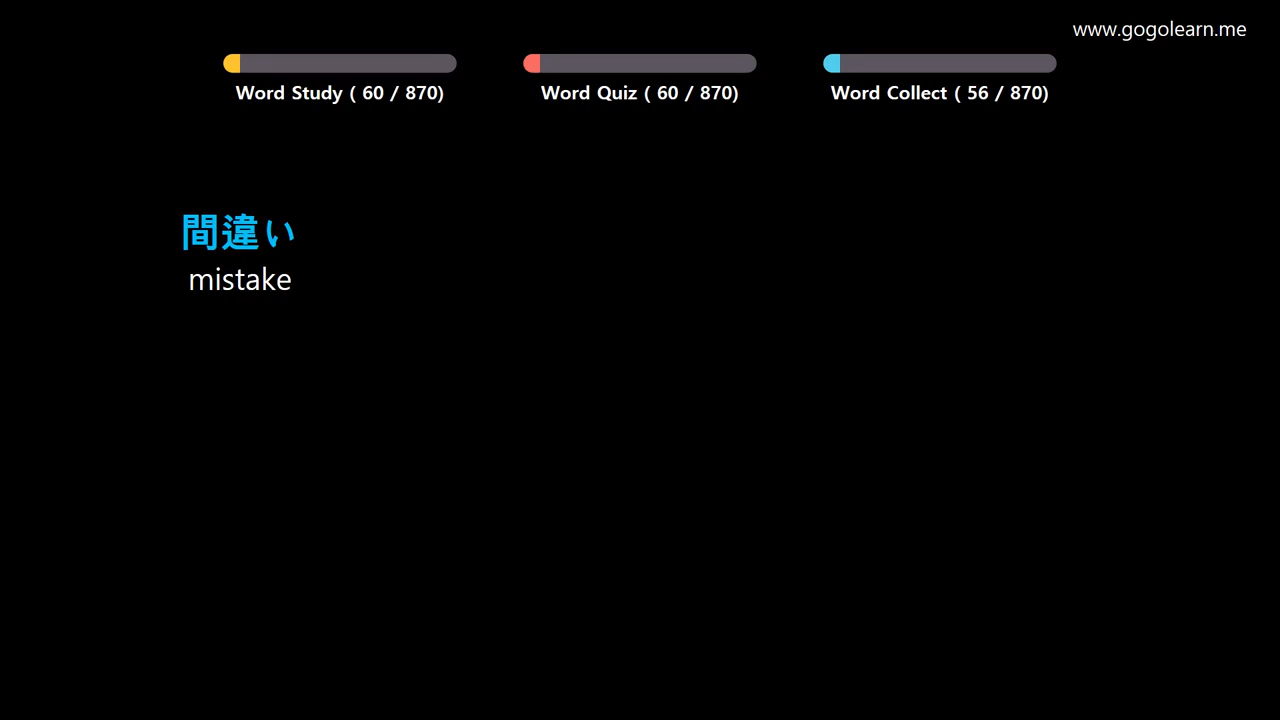 www.gogolearn.me
Word Study ( 60 / 870)
Word Quiz ( 60 / 870)
Word Collect ( 56 / 870)
間違い
mistake